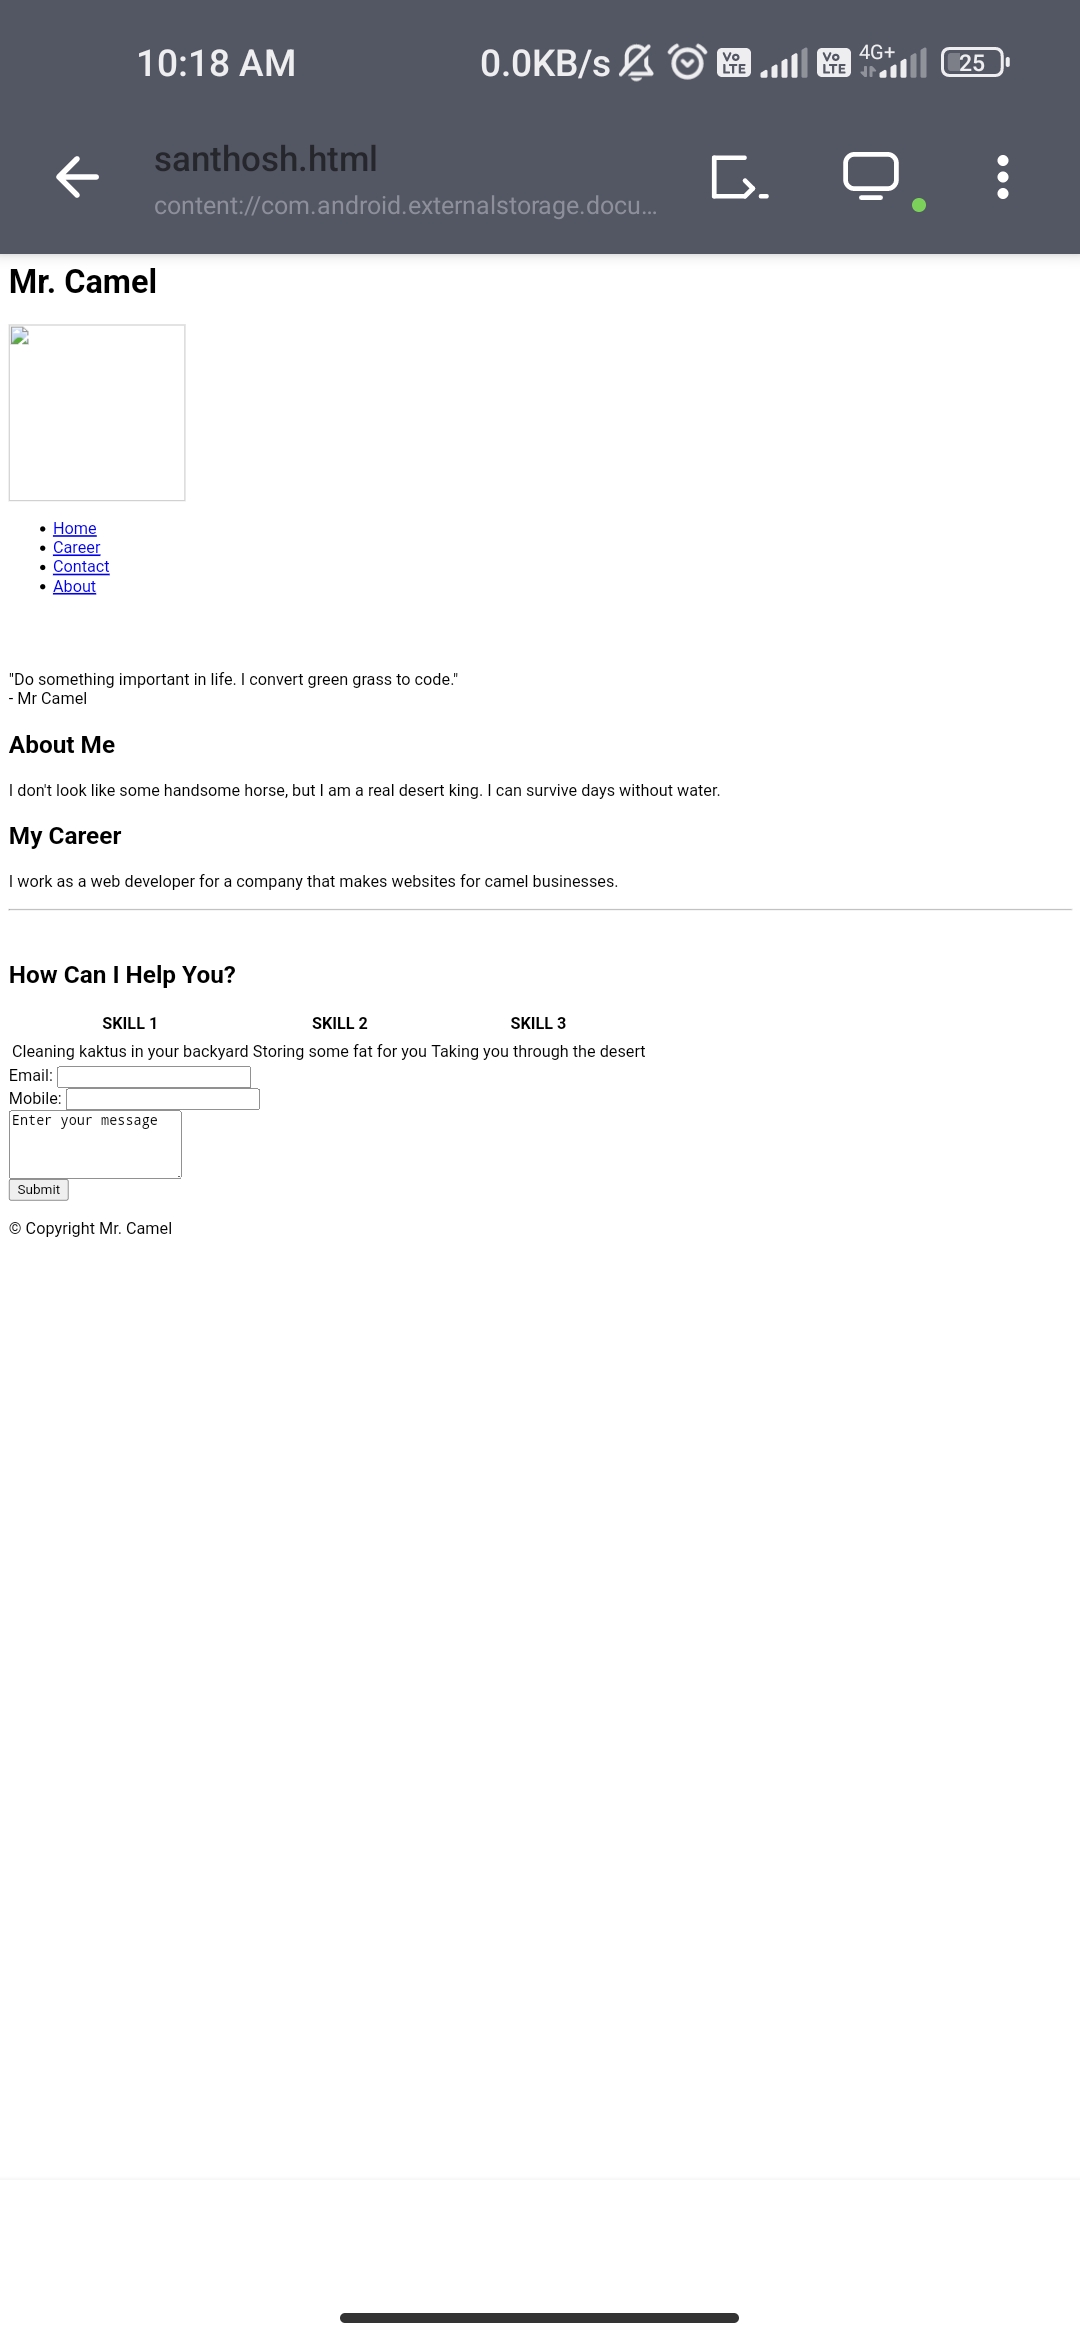 10:18 AM 0.0KB/s Vo LTE Vo LTE 4G+ 25
santhosh.html
content://com.android.externalstorage.docu...
Mr. Camel
Home
Career
Contact
About
"Do something important in life. I convert green grass to code."
- Mr Camel
About Me
I don't look like some handsome horse, but I am a real desert king. I can survive days without water.
My Career
I work as a web developer for a company that makes websites for camel businesses.
How Can I Help You?
SKILL 1 SKILL 2 SKILL 3
Cleaning kaktus in your backyard Storing some fat for you Taking you through the desert
Email:
Mobile:
Enter your message
Submit
© Copyright Mr. Camel